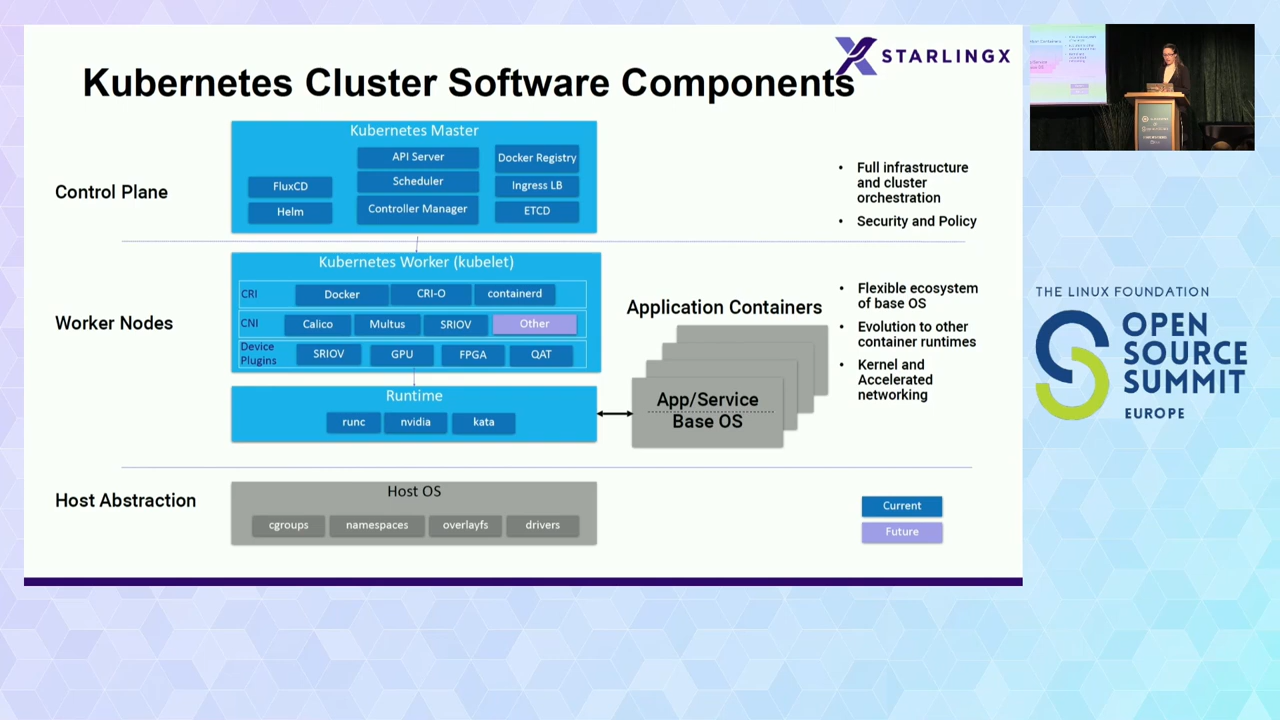 STARLINGX
Kubernetes Cluster Software Components
Control Plane
Kubernetes Master
API Server
Scheduler
Controller Manager
FluxCD
Helm
Docker Registry
Ingress LB
ETCD
• Full infrastructure
and cluster
orchestration
• Security and Policy
Worker Nodes
Kubernetes Worker (kubelet)
CRI
Docker
CRI-O
containerd
CNI
Calico
Multus
SRIOV
Other
Device
Plugins
SRIOV
GPU
FPGA
QAT
Runtime
runc
nvidia
kata
Application Containers
App/Service
Base OS
• Flexible ecosystem
of base OS
• Evolution to other
container runtimes
• Kernel and
Accelerated
networking
Host Abstraction
Host OS
cgroups
namespaces
overlayfs
drivers
Current
Future
THE LINUX FOUNDATION
OPEN
SOURCE
SUMMIT
EUROPE